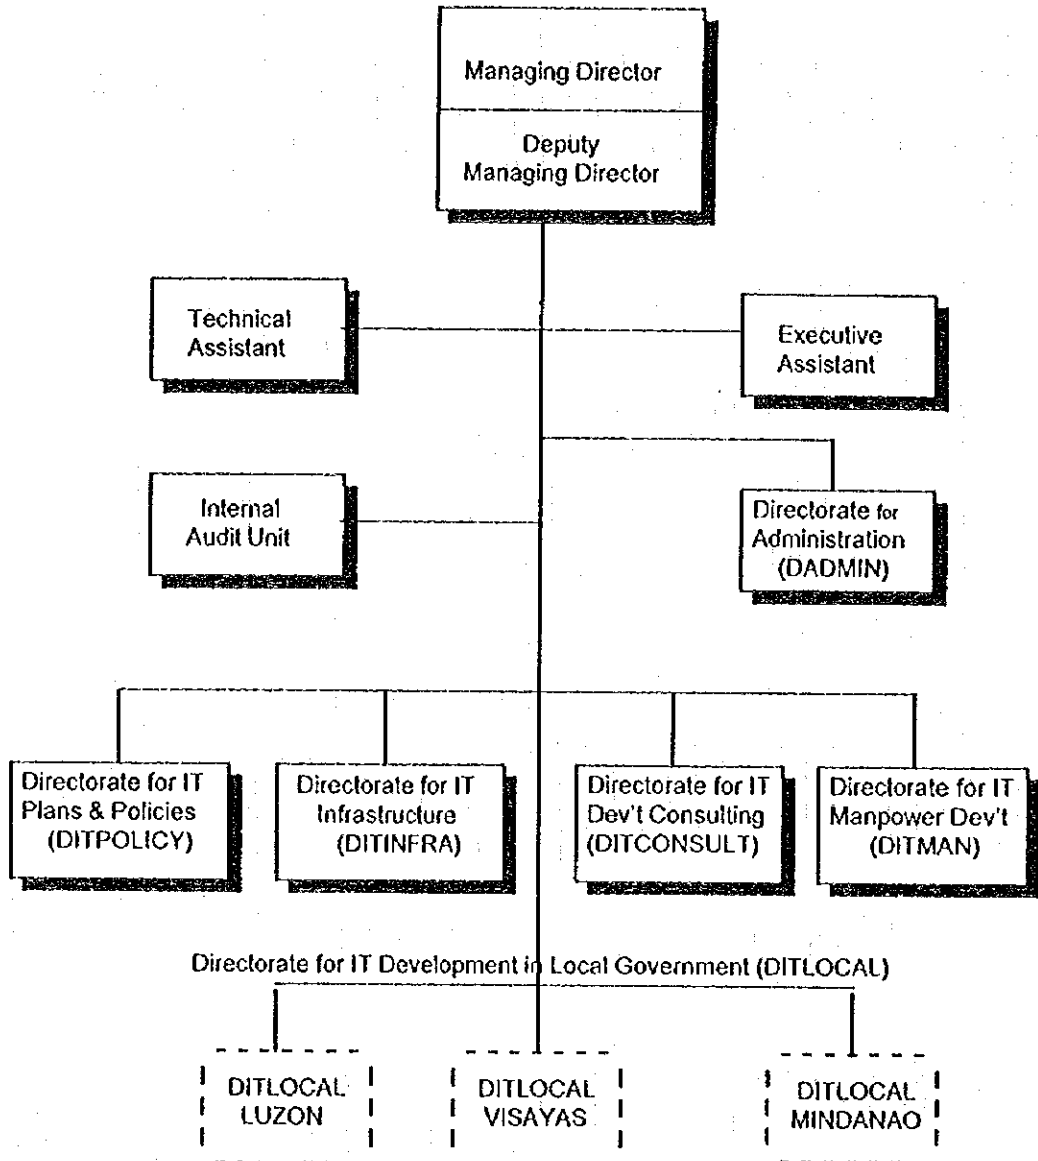 Managing Director
Deputy
Managing Director
Technical
Assistant
Executive
Assistant
Internal
Audit Unit
Directorate for
Administration
(DADMIN)
Directorate for IT
Plans & Policies
(DITPOLICY)
Directorate for IT
Infrastructure
(DITINFRA)
Directorate for IT
Dev't Consulting
(DITCONSULT)
Directorate for IT
Manpower Dev't
(DITMAN)
Directorate for IT Development in Local Government (DITLOCAL)
DITLOCAL
LUZON
DITLOCAL
VISAYAS
DITLOCAL
MINDANAO